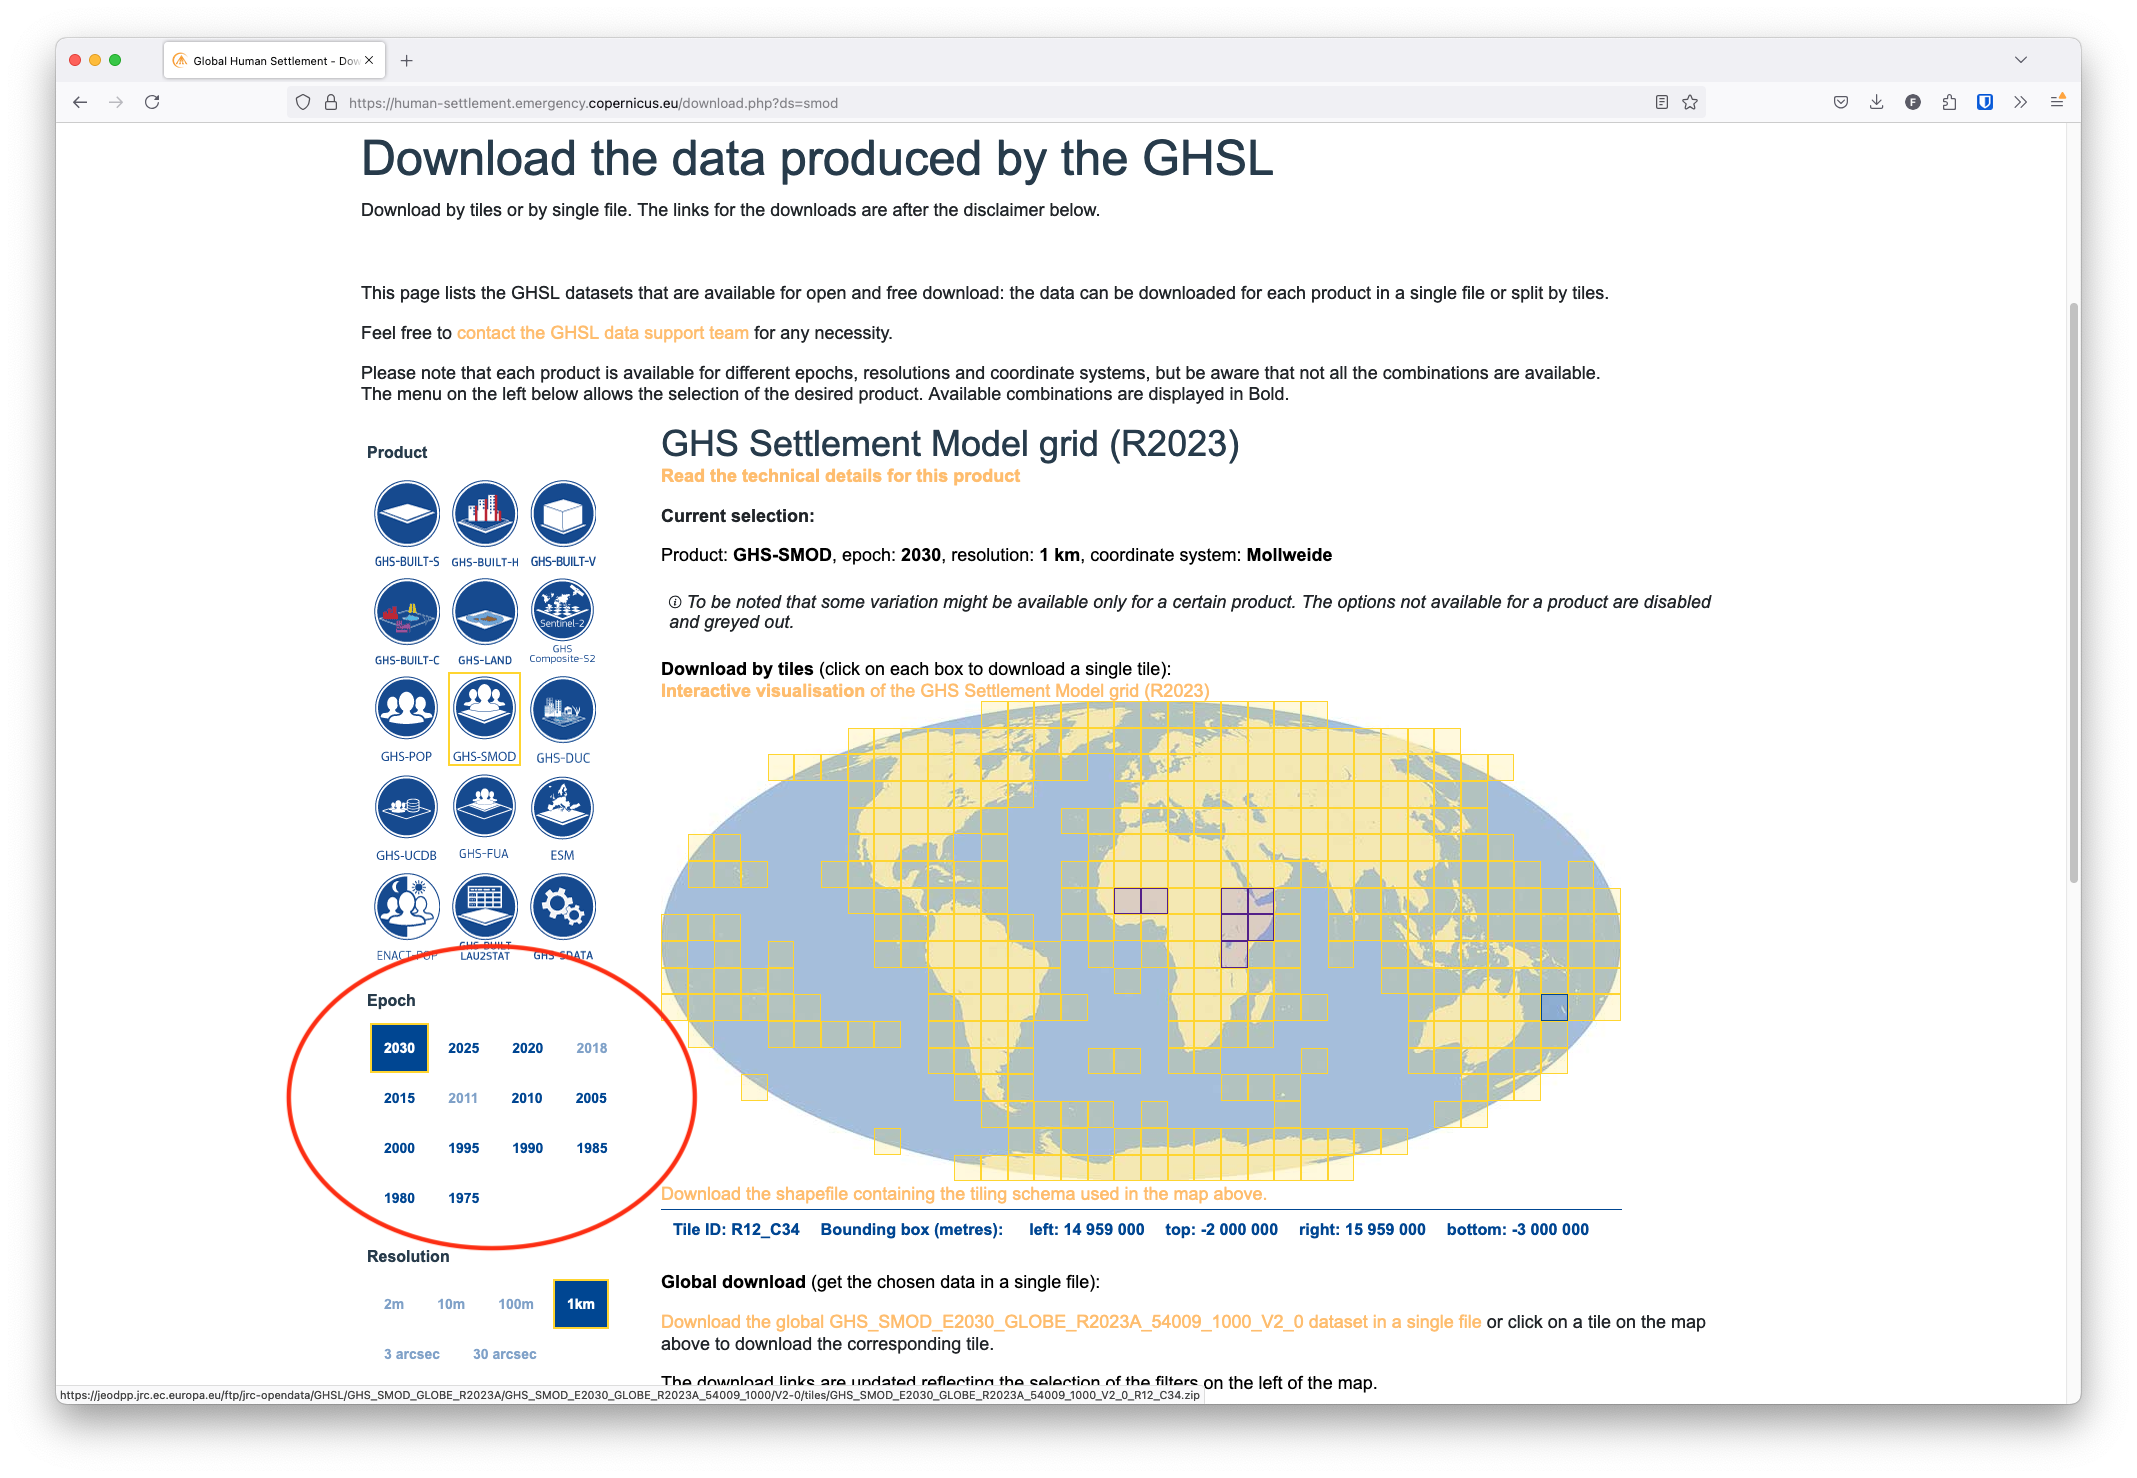 Global Human Settlement - Dow
https://human-settlement.emergency.copernicus.eu/download.php?ds=smod
Download the data produced by the GHSL
Download by tiles or by single file. The links for the downloads are after the disclaimer below.
This page lists the GHSL datasets that are available for open and free download: the data can be downloaded for each product in a single file or split by tiles.
Feel free to contact the GHSL data support team for any necessity.
Please note that each product is available for different epochs, resolutions and coordinate systems, but be aware that not all the combinations are available.
The menu on the left below allows the selection of the desired product. Available combinations are displayed in Bold.
Product
GHS-BUILT-S GHS-BUILT-H GHS-BUILT-V
Sentinel-2
GHS-BUILT-C GHS-LAND GHS Composite-S2
GHS-POP GHS-SMOD GHS-DUC
GHS-UCDB GHS-FUA ESM
ENACT-POP GHS-BUILT LAU2STAT GHS-SDATA
Epoch
2030 2025 2020 2018
2015 2011 2010 2005
2000 1995 1990 1985
1980 1975
Resolution
2m 10m 100m 1km
3 arcsec 30 arcsec
GHS Settlement Model grid (R2023)
Read the technical details for this product
Current selection:
Product: GHS-SMOD, epoch: 2030, resolution: 1 km, coordinate system: Mollweide
To be noted that some variation might be available only for a certain product. The options not available for a product are disabled
and greyed out.
Download by tiles (click on each box to download a single tile):
Interactive visualisation of the GHS Settlement Model grid (R2023)
Download the shapefile containing the tiling schema used in the map above.
Tile ID: R12_C34 Bounding box (metres): left: 14 959 000 top: -2 000 000 right: 15 959 000 bottom: -3 000 000
Global download (get the chosen data in a single file):
Download the global GHS_SMOD_E2030_GLOBE_R2023A_54009_1000_V2_0 dataset in a single file or click on a tile on the map
above to download the corresponding tile.
The download links are updated reflecting the selection of the filters on the left of the map.
https://jeodpp.jrc.ec.europa.eu/ftp/jrc-opendata/GHSL/GHS_SMOD_GLOBE_R2023A/GHS_SMOD_E2030_GLOBE_R2023A_54009_1000/V2-0/tiles/GHS_SMOD_E2030_GLOBE_R2023A_54009_1000_V2_0_R12_C34.zip